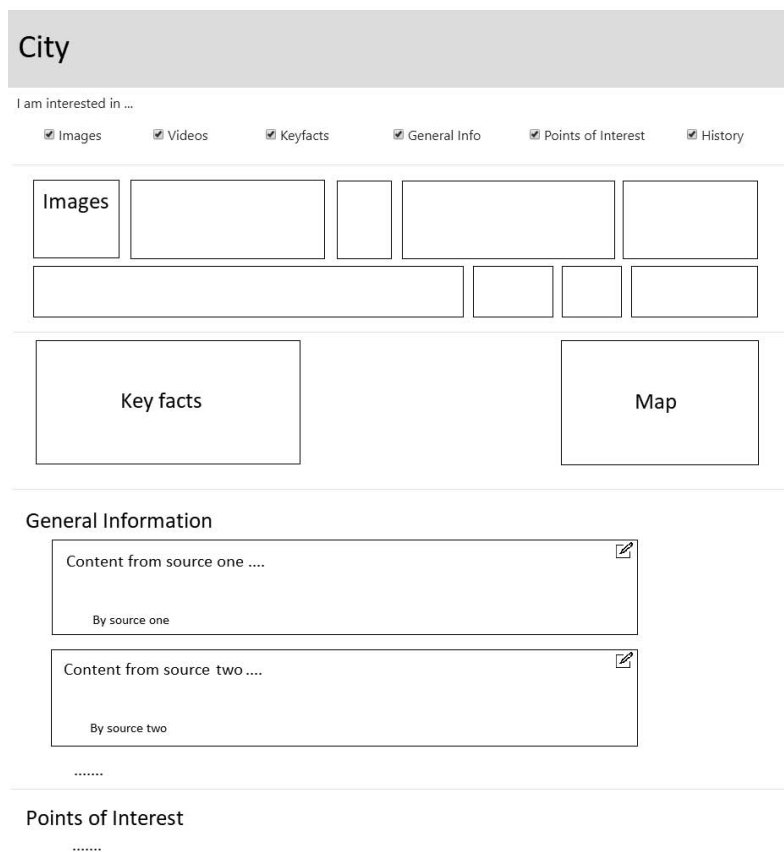 City
I am interested in ...
Images Videos Keyfacts General Info Points of Interest History
Images
Key facts Map
General Information
Content from source one ....
By source one
Content from source two ....
By source two
.......
Points of Interest
.......